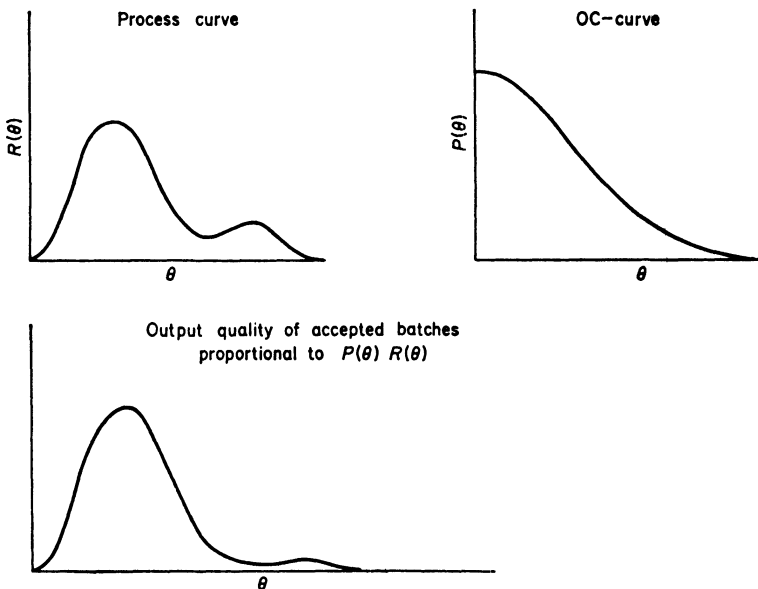 Process curve
R(θ)
θ
OC-curve
P(θ)
θ
Output quality of accepted batches
proportional to P(θ) R(θ)
θ